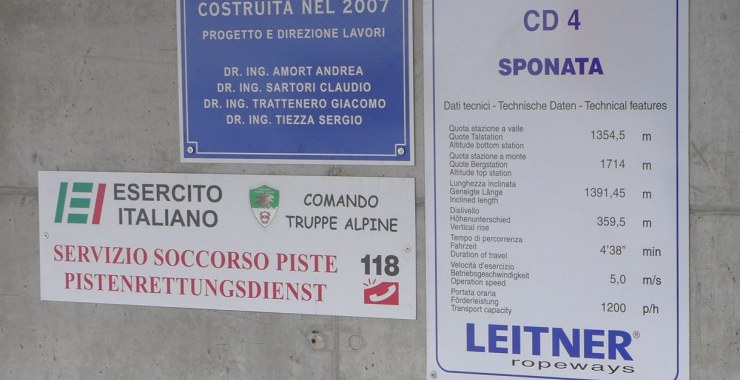 COSTRUITA NEL 2007
PROGETTO E DIREZIONE LAVORI
DR. ING. AMORT ANDREA
DR. ING. SARTORI CLAUDIO
DR. ING. TRATTENERO GIACOMO
DR. ING. TIEZZA SERGIO
EI ESERCITO ITALIANO
COMANDO TRUPPE ALPINE
SERVIZIO SOCCORSO PISTE
PISTENRETTUNGSDIENST
118
CD 4
SPONATA
Dati tecnici - Technische Daten - Technical features
Quota stazione a valle
Quote Talstation
Altitude bottom station
1354,5 m
Quota stazione a monte
Quote Bergstation
Altitude top station
1714 m
Lunghezza inclinata
Geneigte Länge
Inclined length
1391,45 m
Dislivello
Höhenunterschied
Vertical rise
359,5 m
Tempo di percorrenza
Fahrzeit
Duration of travel
4'38" min
Velocità d'esercizio
Betriebsgeschwindigkeit
Operation speed
5,0 m/s
Portata oraria
Förderleistung
Transport capacity
1200 p/h
LEITNER®
ropeways